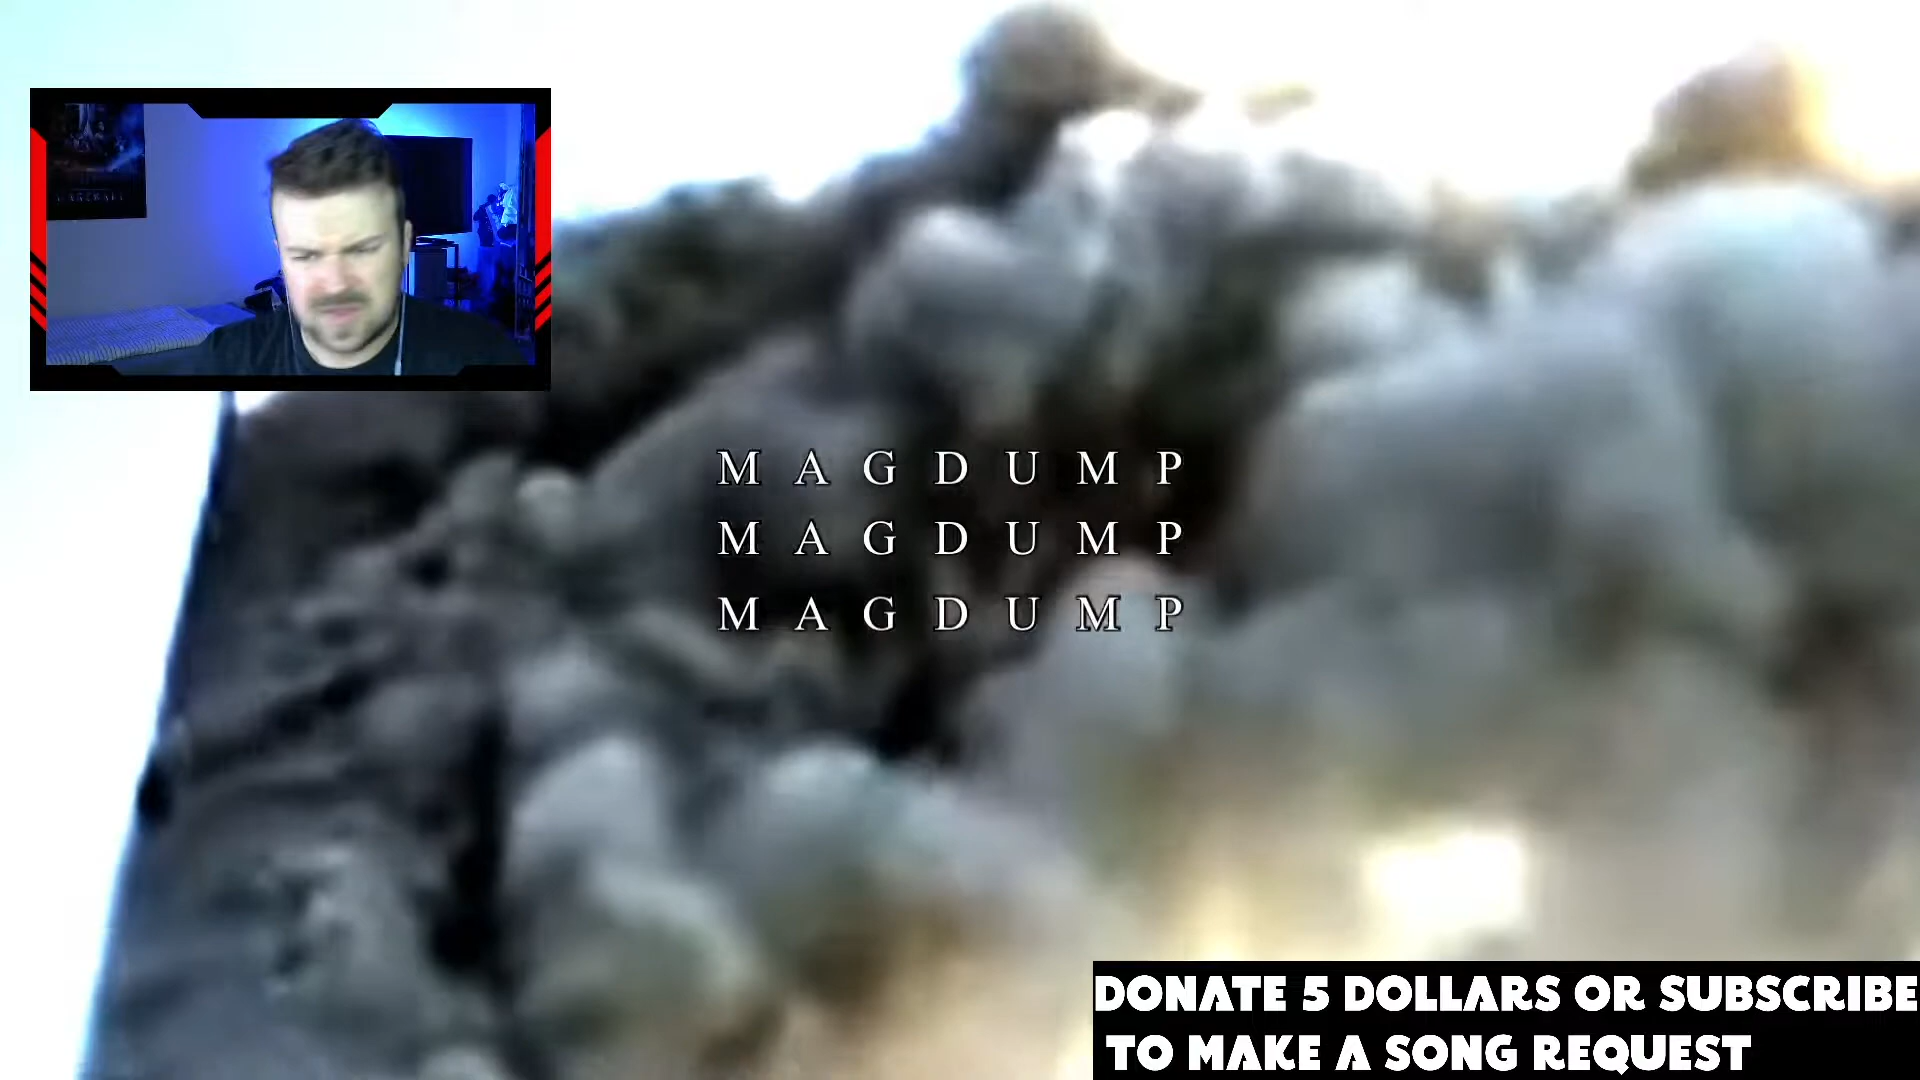 M A G D U M P
M A G D U M P
M A G D U M P
DONATE 5 DOLLARS OR SUBSCRIBE
TO MAKE A SONG REQUEST